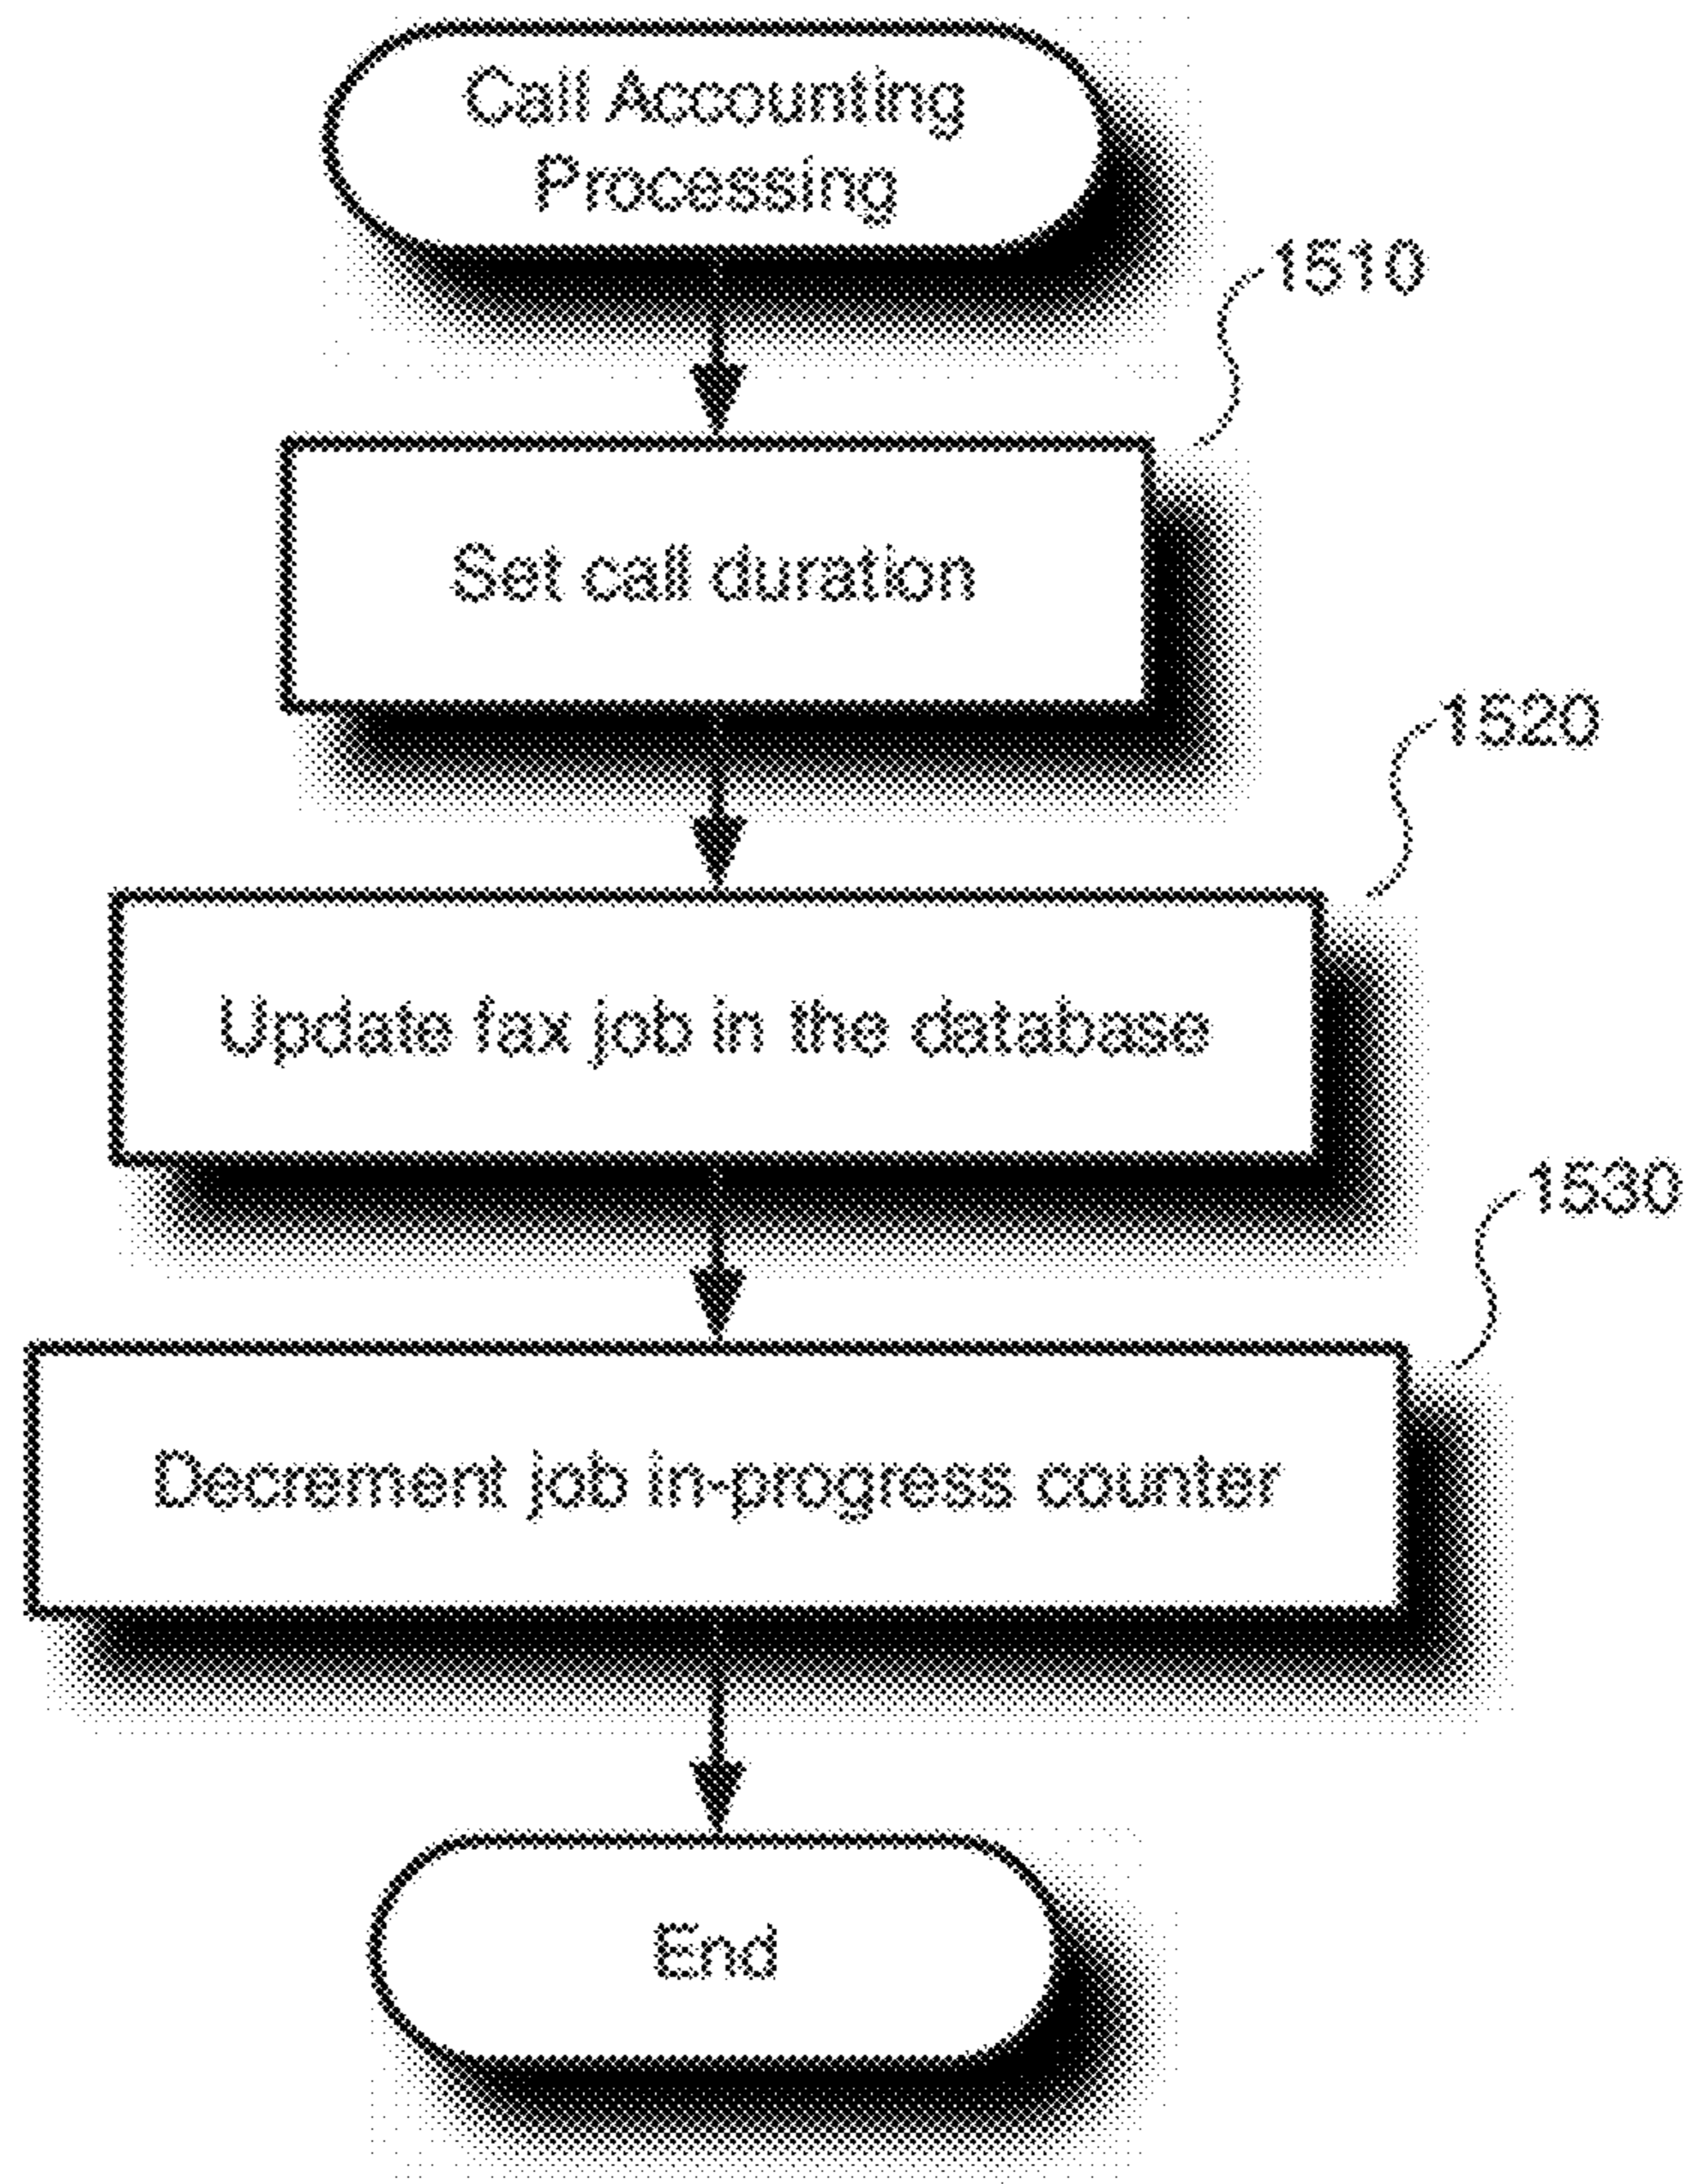 Call Accounting
Processing
1510
Set call duration
1520
Update fax job in the database
1530
Decrement job in-progress counter
End